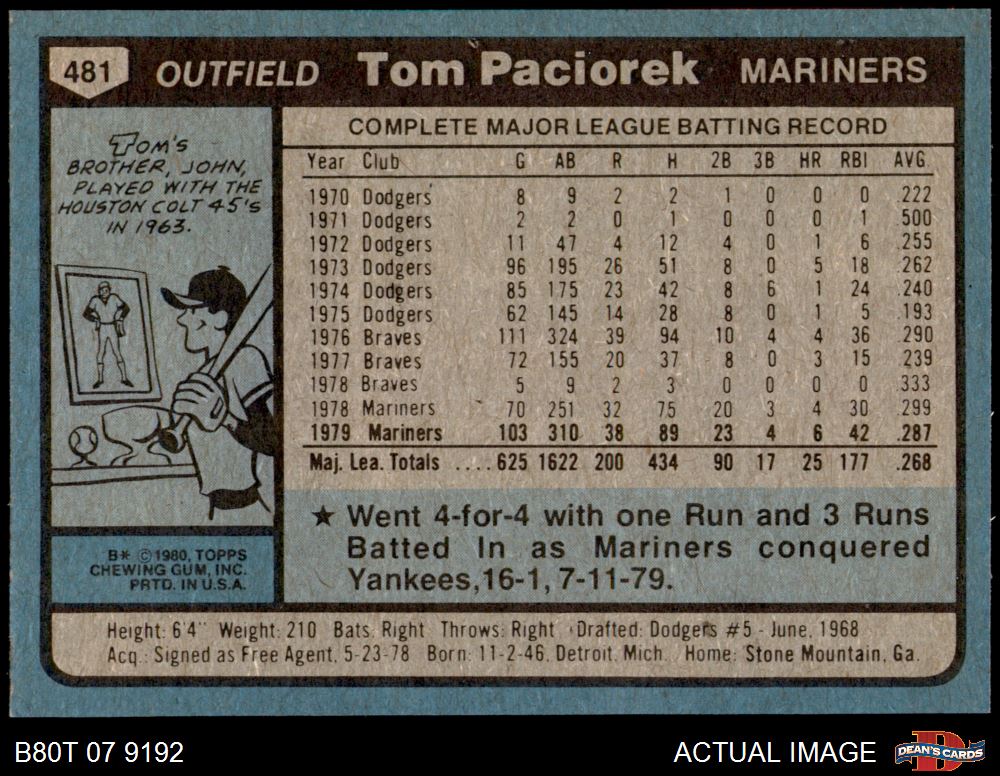 481 OUTFIELD Tom Paciorek MARINERS
TOM'S
BROTHER, JOHN,
PLAYED WITH THE
HOUSTON COLT 45'S
IN 1963.
COMPLETE MAJOR LEAGUE BATTING RECORD
Year Club G AB R H 2B 3B HR RBI AVG.
1970 Dodgers 8 9 2 2 1 0 0 0 .222
1971 Dodgers 2 2 0 1 0 0 0 1 .500
1972 Dodgers 11 47 4 12 4 0 1 6 .255
1973 Dodgers 96 195 26 51 8 0 5 18 .262
1974 Dodgers 85 175 23 42 8 6 1 24 .240
1975 Dodgers 62 145 14 28 8 0 1 5 .193
1976 Braves 111 324 39 94 10 4 4 36 .290
1977 Braves 72 155 20 37 8 0 3 15 .239
1978 Braves 5 9 2 3 0 0 0 0 .333
1978 Mariners 70 251 32 75 20 3 4 30 .299
1979 Mariners 103 310 38 89 23 4 6 42 .287
Maj. Lea. Totals ....625 1622 200 434 90 17 25 177 .268
★ Went 4-for-4 with one Run and 3 Runs
Batted In as Mariners conquered
Yankees,16-1, 7-11-79.
B* © 1980, TOPPS
CHEWING GUM, INC.
PRTD. IN U.S.A.
Height: 6'4" Weight: 210 Bats: Right Throws: Right Drafted: Dodgers #5 - June, 1968
Acq.: Signed as Free Agent, 5-23-78 Born: 11-2-46, Detroit, Mich. Home: Stone Mountain, Ga.
B80T 07 9192
ACTUAL IMAGE
DEAN'S CARDS